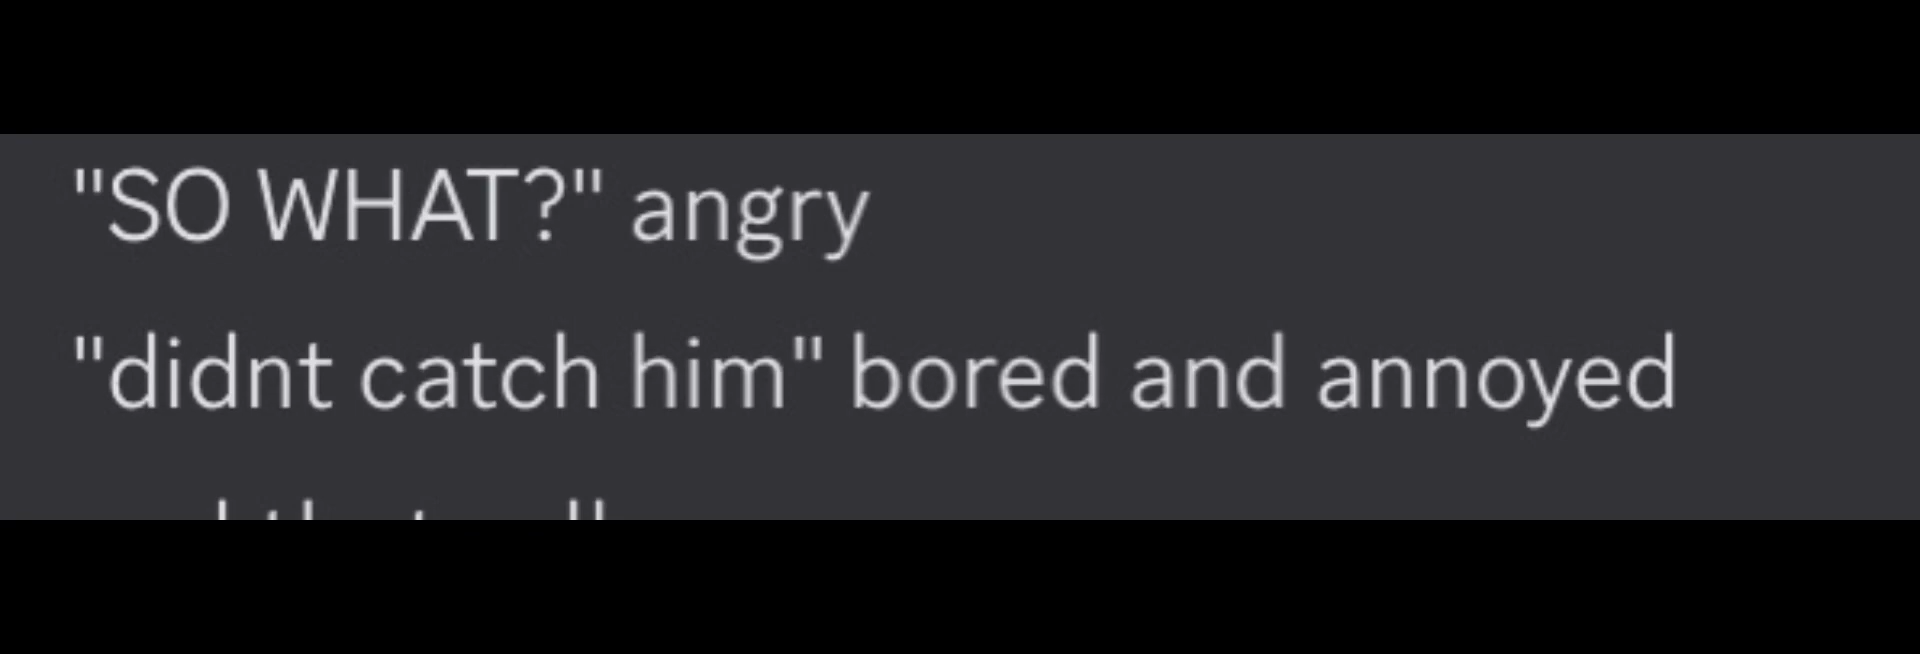 "SO WHAT?" angry
"didnt catch him" bored and annoyed